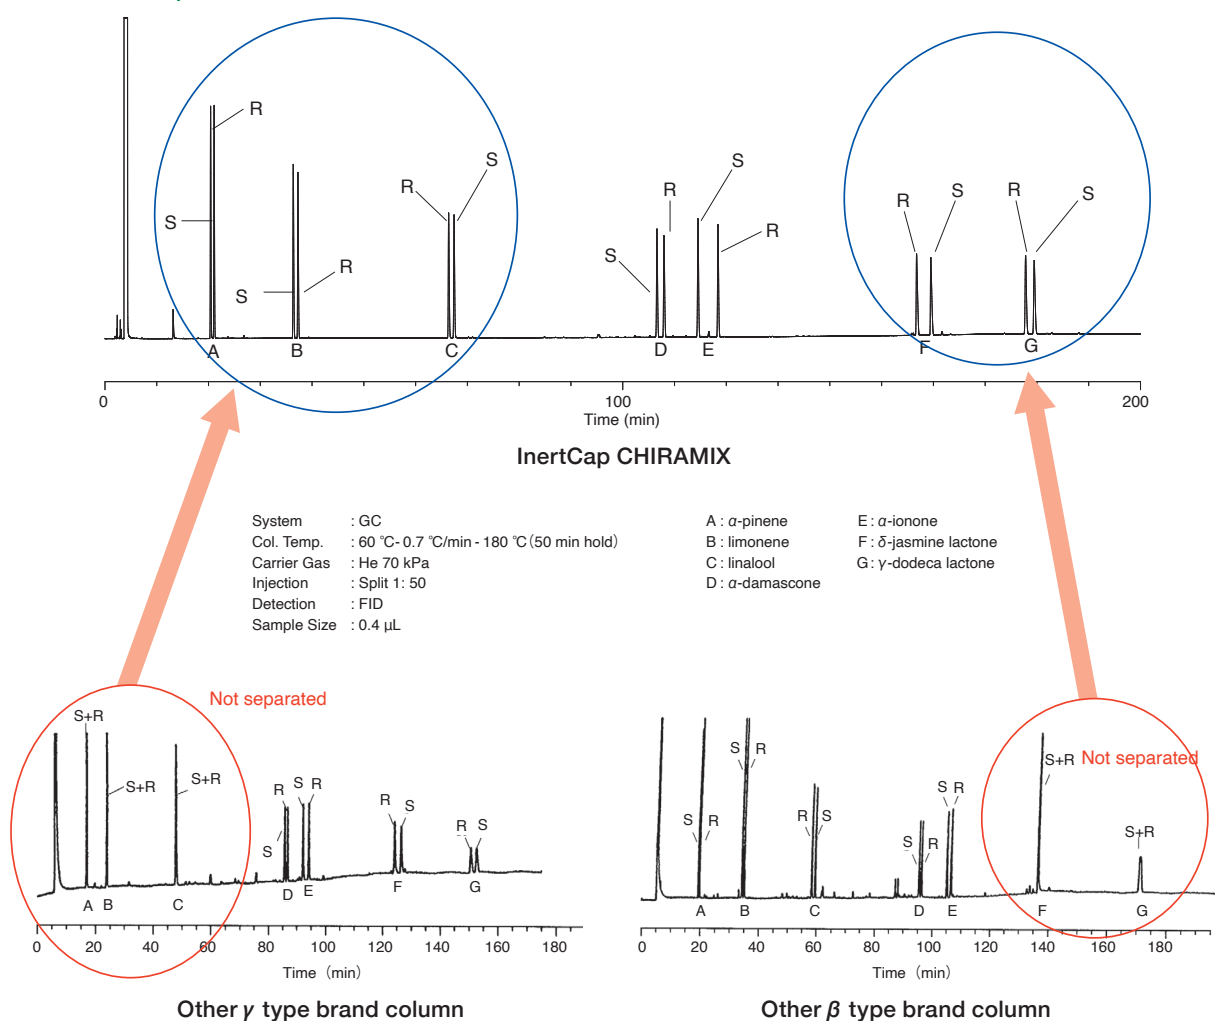 R
S
S
R
R
S
S
R
S
R
R
S
R
S
A
B
C
D
E
F
G
0
100
200
Time (min)
InertCap CHIRAMIX
System : GC
Col. Temp. : 60 °C- 0.7 °C/min - 180 °C (50 min hold)
Carrier Gas : He 70 kPa
Injection : Split 1: 50
Detection : FID
Sample Size : 0.4 µL
A : α-pinene
B : limonene
C : linalool
D : α-damascone
E : α-ionone
F : δ-jasmine lactone
G : γ-dodeca lactone
Not separated
S+R
S+R
S+R
R
S
S
R
R
S
R
S
A
B
C
D
E
F
G
0 20 40 60 80 100 120 140 160 180
Time (min)
Other γ type brand column
Not separated
S
R
S
R
R
S
S
R
S
R
S+R
S+R
A
B
C
D
E
F
G
0 20 40 60 80 100 120 140 160 180
Time (min)
Other β type brand column